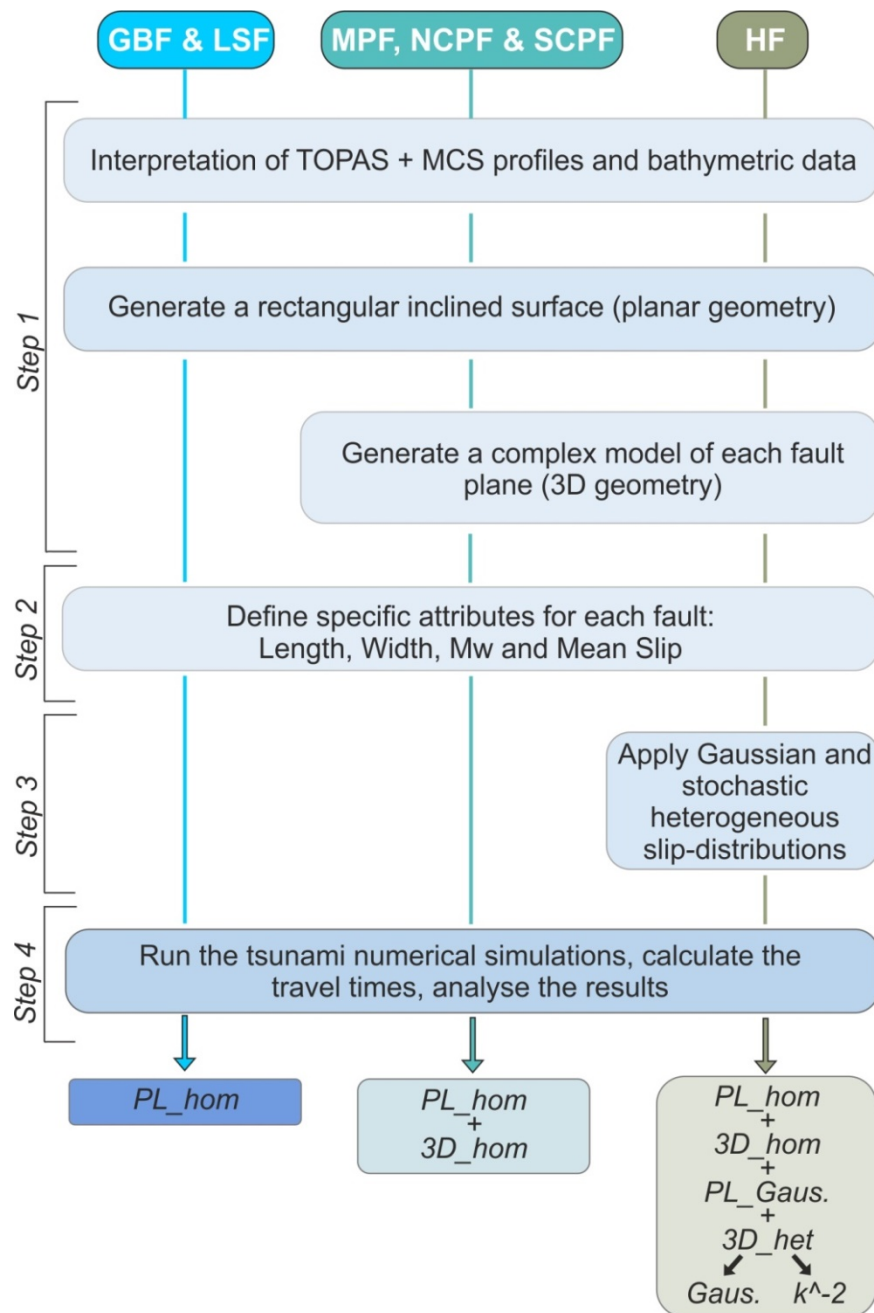 GBF & LSF
MPF, NCPF & SCPF
HF
Step 1
Interpretation of TOPAS + MCS profiles and bathymetric data
Generate a rectangular inclined surface (planar geometry)
Generate a complex model of each fault
plane (3D geometry)
Step 2
Define specific attributes for each fault:
Length, Width, Mw and Mean Slip
Step 3
Apply Gaussian and
stochastic
heterogeneous
slip-distributions
Step 4
Run the tsunami numerical simulations, calculate the
travel times, analyse the results
PL_hom
PL_hom
+
3D_hom
PL_hom
+
3D_hom
+
PL_Gaus.
+
3D_het
Gaus. k^-2